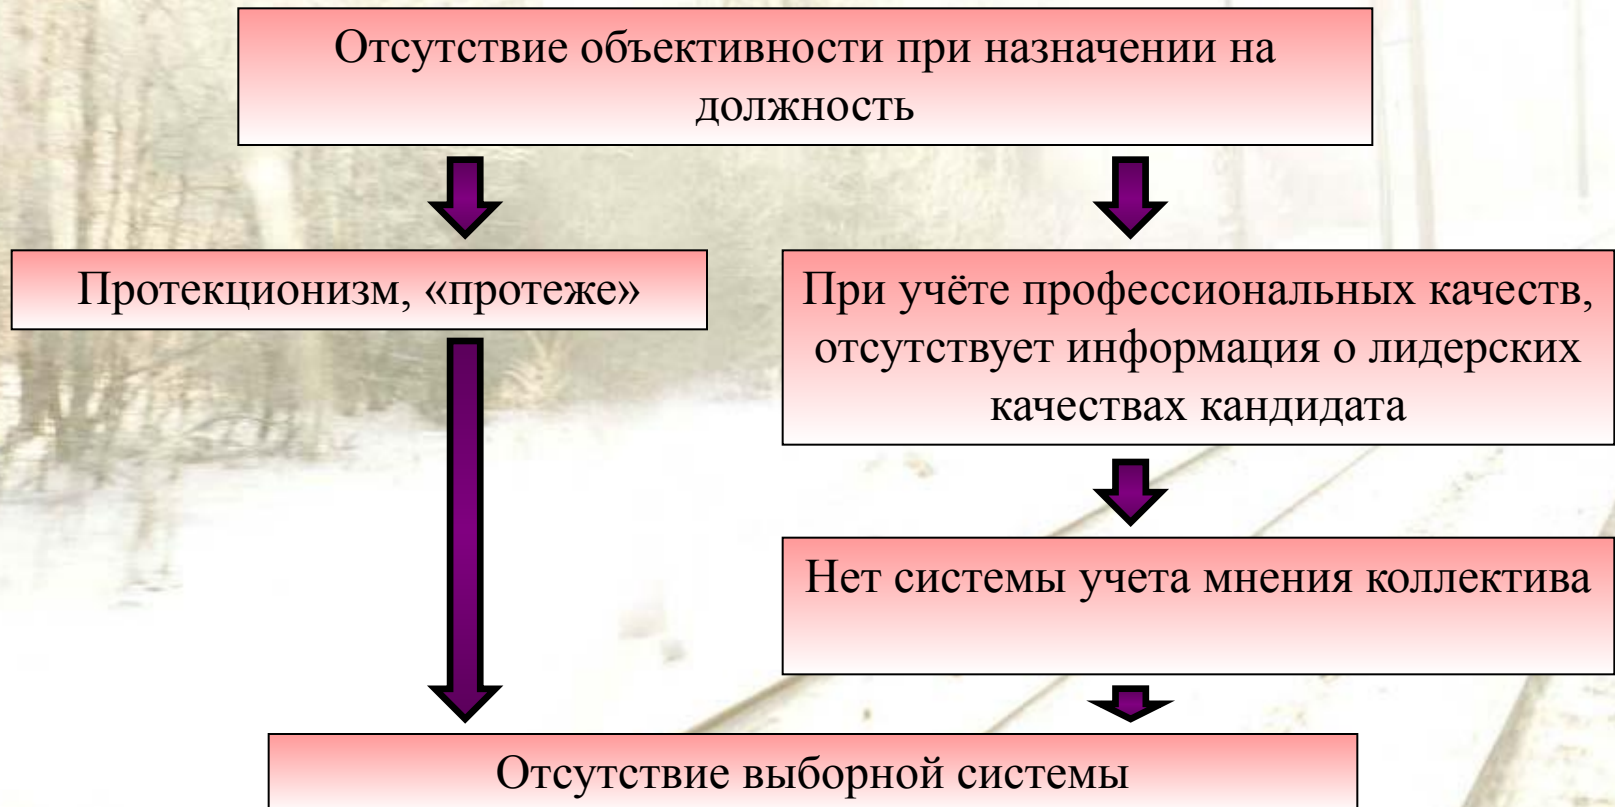 Отсутствие объективности при назначении на
должность
Протекционизм, «протеже»
При учёте профессиональных качеств,
отсутствует информация о лидерских
качествах кандидата
Нет системы учета мнения коллектива
Отсутствие выборной системы